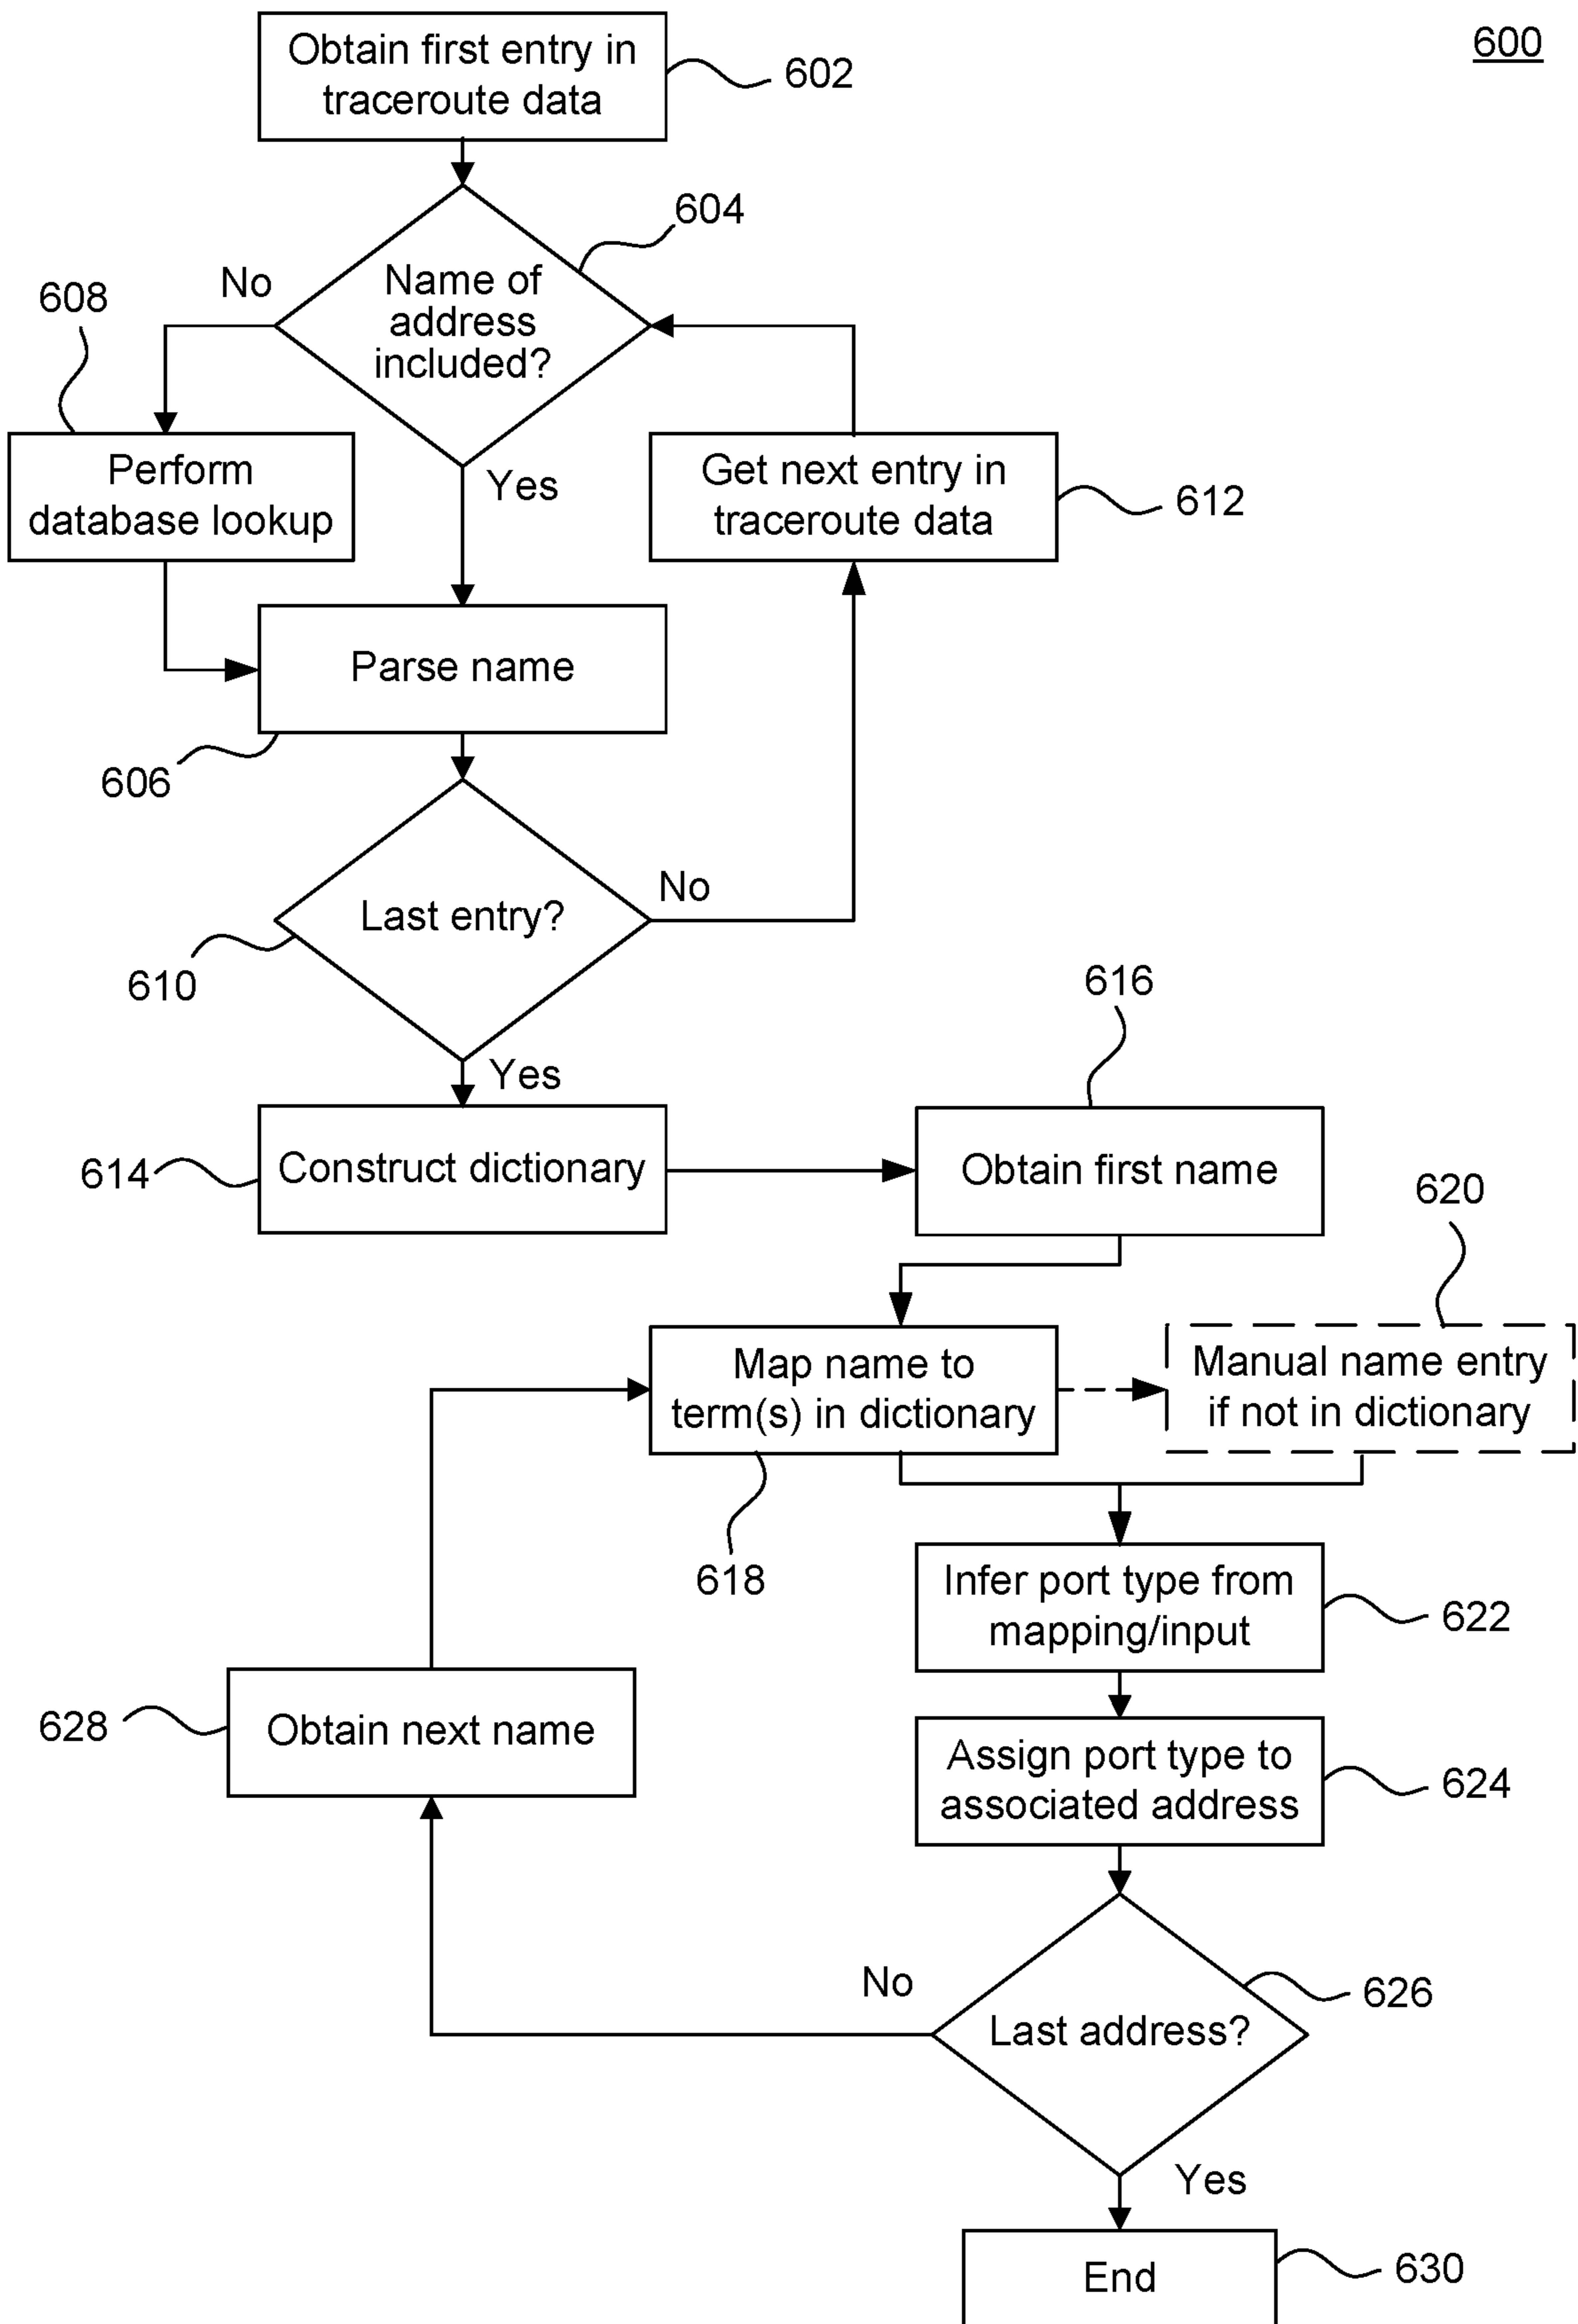 600
Obtain first entry in
traceroute data
602
604
Name of
address
included?
No
608
Yes
Perform
database lookup
Get next entry in
traceroute data
612
Parse name
606
Last entry?
No
610
Yes
616
Construct dictionary
614
Obtain first name
620
Map name to
term(s) in dictionary
Manual name entry
if not in dictionary
618
Infer port type from
mapping/input
622
628
Obtain next name
Assign port type to
associated address
624
No
626
Last address?
Yes
End
630